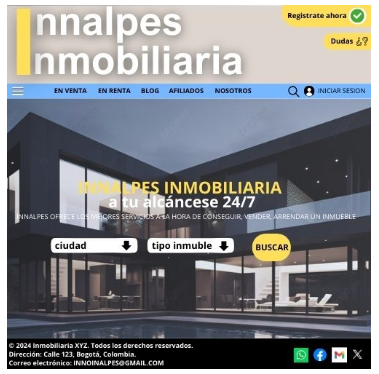 Innalpes
Inmobiliaria
Registrate ahora
Dudas ¿?
EN VENTA EN RENTA BLOG AFILIADOS NOSOTROS INICIAR SESION
INNALPES INMOBILIARIA
a tu alcáncese 24/7
INNALPES OFRECE LOS MEJORES SERVICIOS A LA HORA DE CONSEGUIR, VENDER, ARRENDAR UN INMUEBLE
ciudad tipo inmuble BUSCAR
© 2024 Inmobiliaria XYZ. Todos los derechos reservados.
Dirección: Calle 123, Bogotá, Colombia.
Correo electrónico: INNOINALPES@GMAIL.COM